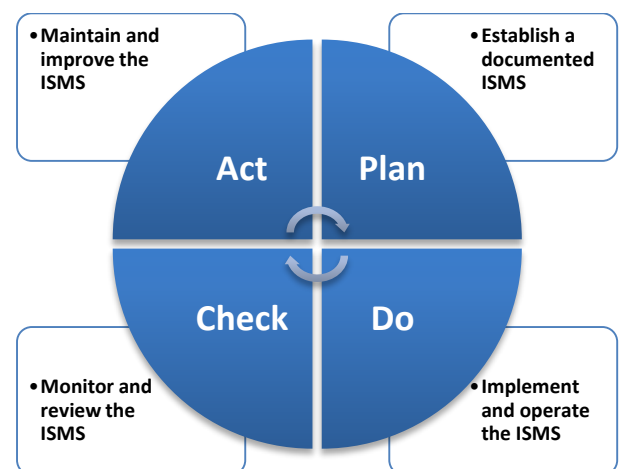 •Maintain and
improve the
ISMS
•Establish a
documented
ISMS
Act
Plan
Check
Do
•Monitor and
review the
ISMS
•Implement
and operate
the ISMS